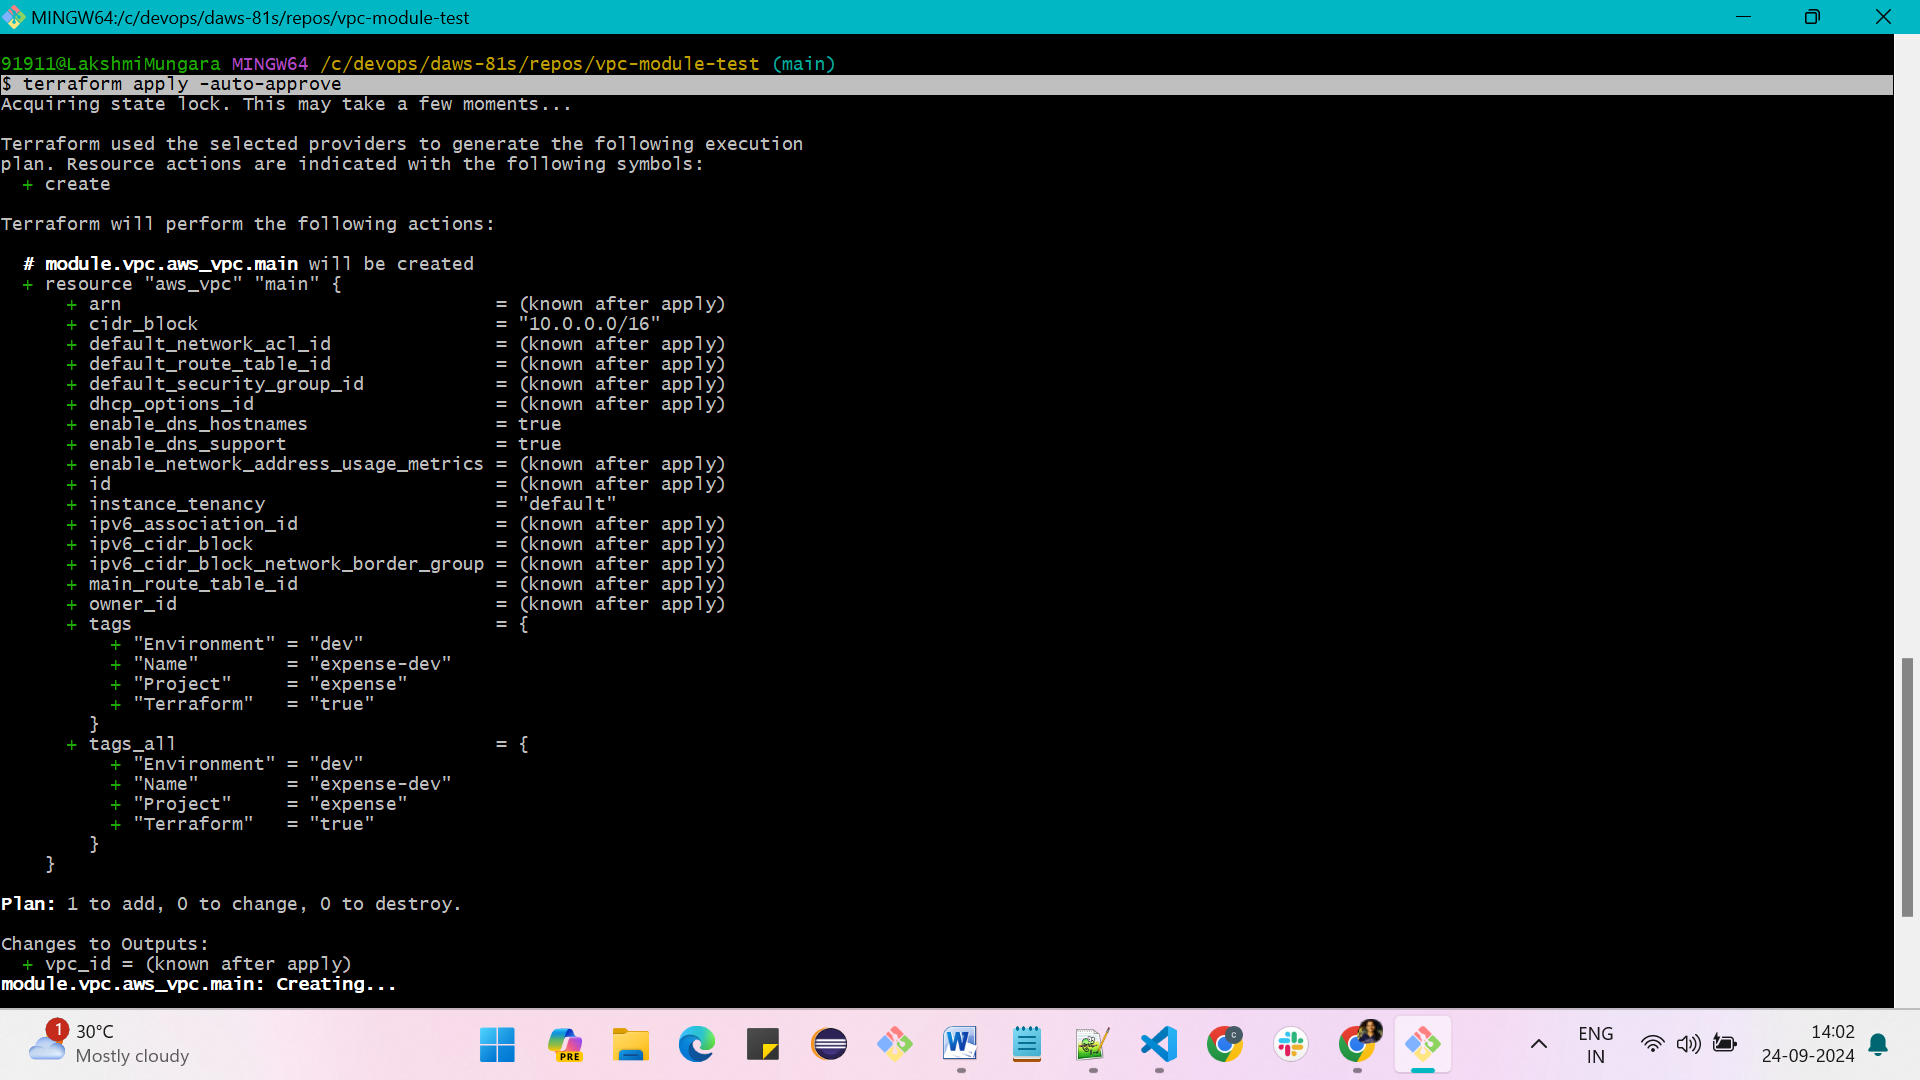 MINGW64:/c/devops/daws-81s/repos/vpc-module-test
91911@LakshmiMungara MINGW64 /c/devops/daws-81s/repos/vpc-module-test (main)
$ terraform apply -auto-approve
Acquiring state lock. This may take a few moments...
Terraform used the selected providers to generate the following execution
plan. Resource actions are indicated with the following symbols:
  + create
Terraform will perform the following actions:
  # module.vpc.aws_vpc.main will be created
  + resource "aws_vpc" "main" {
      + arn                                  = (known after apply)
      + cidr_block                           = "10.0.0.0/16"
      + default_network_acl_id               = (known after apply)
      + default_route_table_id               = (known after apply)
      + default_security_group_id            = (known after apply)
      + dhcp_options_id                      = (known after apply)
      + enable_dns_hostnames                 = true
      + enable_dns_support                   = true
      + enable_network_address_usage_metrics = (known after apply)
      + id                                   = (known after apply)
      + instance_tenancy                     = "default"
      + ipv6_association_id                  = (known after apply)
      + ipv6_cidr_block                      = (known after apply)
      + ipv6_cidr_block_network_border_group = (known after apply)
      + main_route_table_id                  = (known after apply)
      + owner_id                             = (known after apply)
      + tags                                 = {
          + "Environment" = "dev"
          + "Name"        = "expense-dev"
          + "Project"     = "expense"
          + "Terraform"   = "true"
        }
      + tags_all                             = {
          + "Environment" = "dev"
          + "Name"        = "expense-dev"
          + "Project"     = "expense"
          + "Terraform"   = "true"
        }
    }
Plan: 1 to add, 0 to change, 0 to destroy.
Changes to Outputs:
  + vpc_id = (known after apply)
module.vpc.aws_vpc.main: Creating...
1
30°C
Mostly cloudy
PRE
W
C
ENG
IN
14:02
24-09-2024